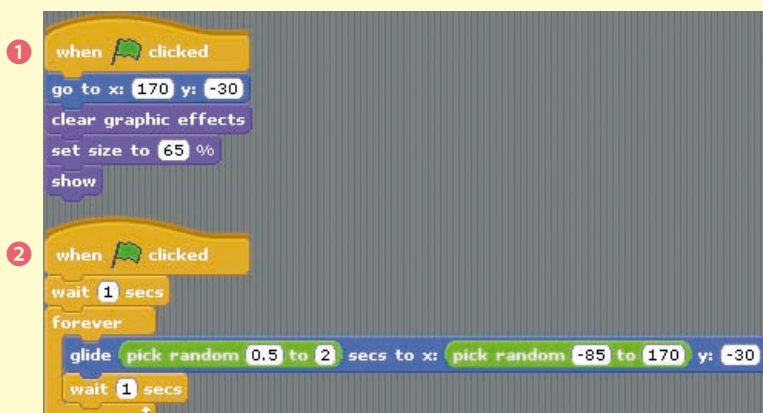 1
when clicked
go to x: 170 y: -30
clear graphic effects
set size to 65 %
show
2
when clicked
wait 1 secs
forever
glide pick random 0.5 to 2 secs to x: pick random -85 to 170 y: -30
wait 1 secs